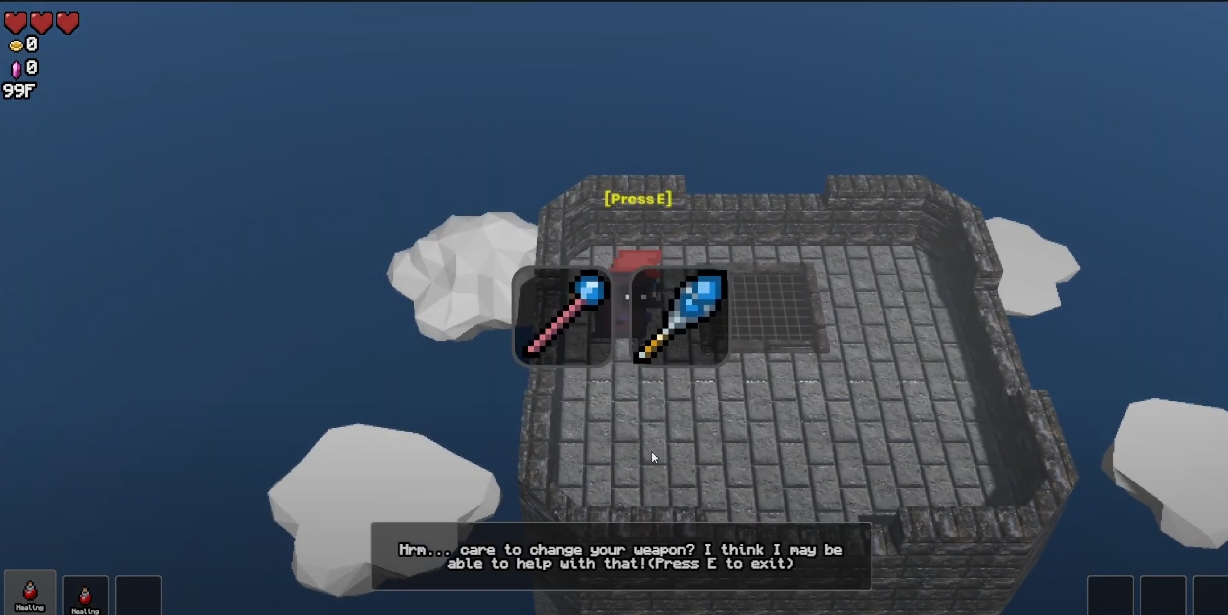 0
0
99F
[Press E]
Hrm... care to change your weapon? I think I may be
able to help with that!(Press E to exit)
Healing
Healing